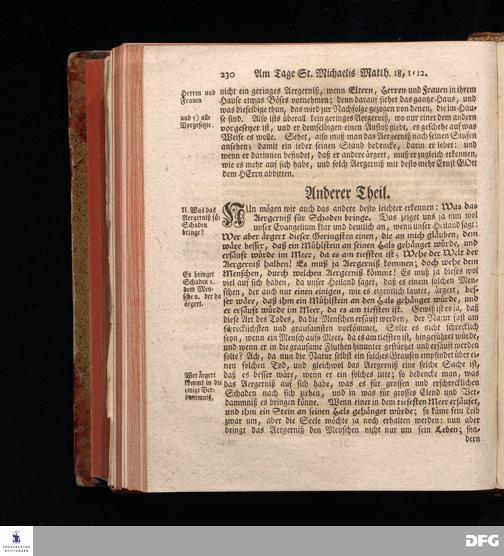 230 Am Tage St. Michaelis Matth. 18, 1-12.
Herren und
Frauen
und 5) alle
Vorgesetzte.
nicht ein geringes Aergerniß, wenn Eltern, Herren und Frauen in ihrem
Hause etwas Böses vornehmen; denn darauf siehet das gantze Haus, und
was dieselbige thun, das wird zur Nachfolge gezogen von denen, die im Hau-
se sind. Also ists überall kein geringes Aergerniß, wo nur einer dem andern
vorgesetzet ist, und er demselbigen einen Anstoß giebt, es geschehe auf was
Weise es wolle. Sehet, also muß man das Aergerniß nach seinen Stufen
ansehen; damit ein ieder seinen Stand bedencke, darin er lebet: und
wenn er darinnen befindet, daß er andere ärgert, muß er zugleich erkennen,
wie es mehr auf sich habe, und solch Aergerniß mit desto mehr Ernst GOtt
dem HErrn abbitten.
Anderer Theil.
II. Was das
Aergerniß für
Schaden
bringe?
NUn mögen wir auch das andere desto leichter erkennen: Was das
Aergerniß für Schaden bringe. Das zeiget uns ja nun wol
unser Evangelium klar und deutlich an, wenn unser Heiland sagt:
Wer aber ärgert dieser Geringsten einen, die an mich gläuben, dem
wäre besser, daß ein Mühlstein an seinen Hals gehänget würde, und
ersäuft würde im Meer, da es am tiefsten ist; Wehe der Welt der
Aergerniß halben! Es muß ja Aergerniß kommen; doch wehe dem
Menschen, durch welchen Aergerniß kömmt! Es muß ja dieses wol
Es bringet
Schaden 1.
dem Men-
schen, der da
ärgert.
viel auf sich haben, da unser Heiland saget, daß es einem solchen Men-
schen, der auch nur einen einigen, wie es eigentlich lautet, ärgert, bes-
ser wäre, daß ihm ein Mühlstein an den Hals gehänget würde, und
er ersäuft würde im Meer, da es am tiefsten ist. Gewiß ist es ja, daß
diese Art des Todes, da die Menschen ersäuft werden, der Natur fast am
schrecklichsten und grausamsten vorkömmet. Solte es nicht schrecklich
seyn, wenn ein Mensch aufs Meer, da es am tiefsten ist, hingeführet würde,
und wenn er in die grausame Fluthen hinunter gestürtzet und ersäuft werden
solte? Ach, da nun die Natur selbst ein solches Grausen empfindet über ei-
nen solchen Tod, und gleichwol das Aergerniß eine solche Sache ist,
Wer ärgert
kommt in die
ewige Ver-
dammniß,
daß es besser wäre, wenn er ein solches litte; so bedencke man, was
das Aergerniß auf sich habe, was es für grossen und erschrecklichen
Schaden nach sich ziehen, und in was für grosses Elend und Ver-
dammniß es bringen könne. Wenn einer in dem tiefesten Meer ersäufet,
und ihm ein Stein an seinen Hals gehänget würde; so käme sein Leib
zwar um, aber die Seele möchte ja noch erhalten werden: nun aber
bringt das Aergerniß den Menschen nicht nur um sein Leben; son-
dern
FRANCKESCHE
STIFTUNGEN
DFG